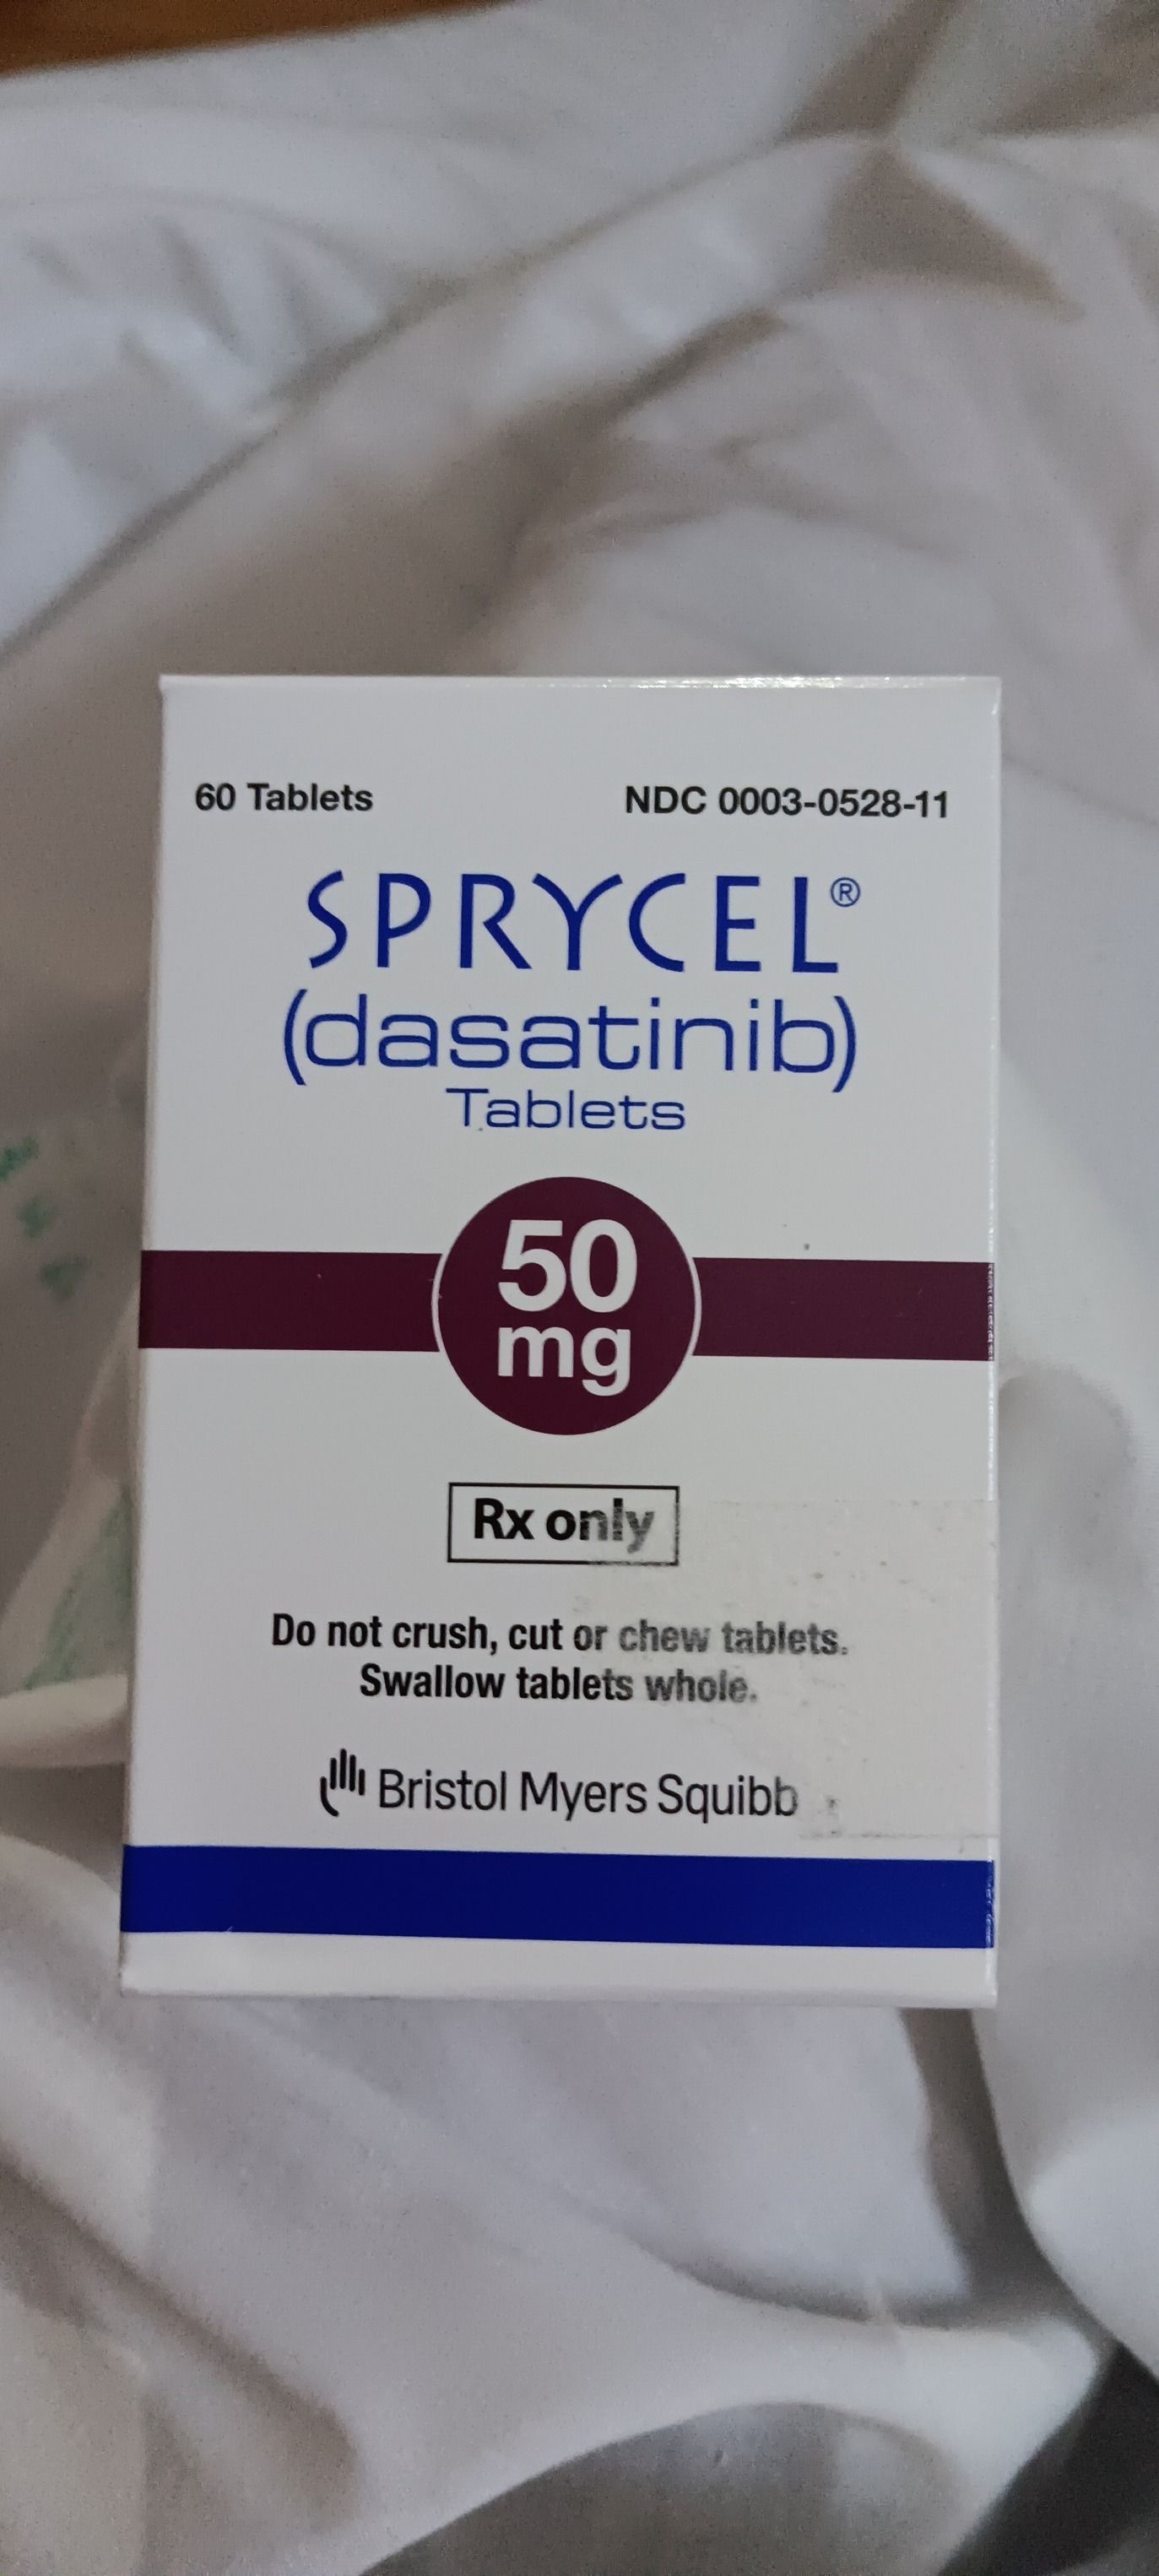 60 Tablets NDC 0003-0528-11
SPRYCEL®
(dasatinib)
Tablets
50
mg
Rx only
Do not crush, cut or chew tablets.
Swallow tablets whole.
Bristol Myers Squibb